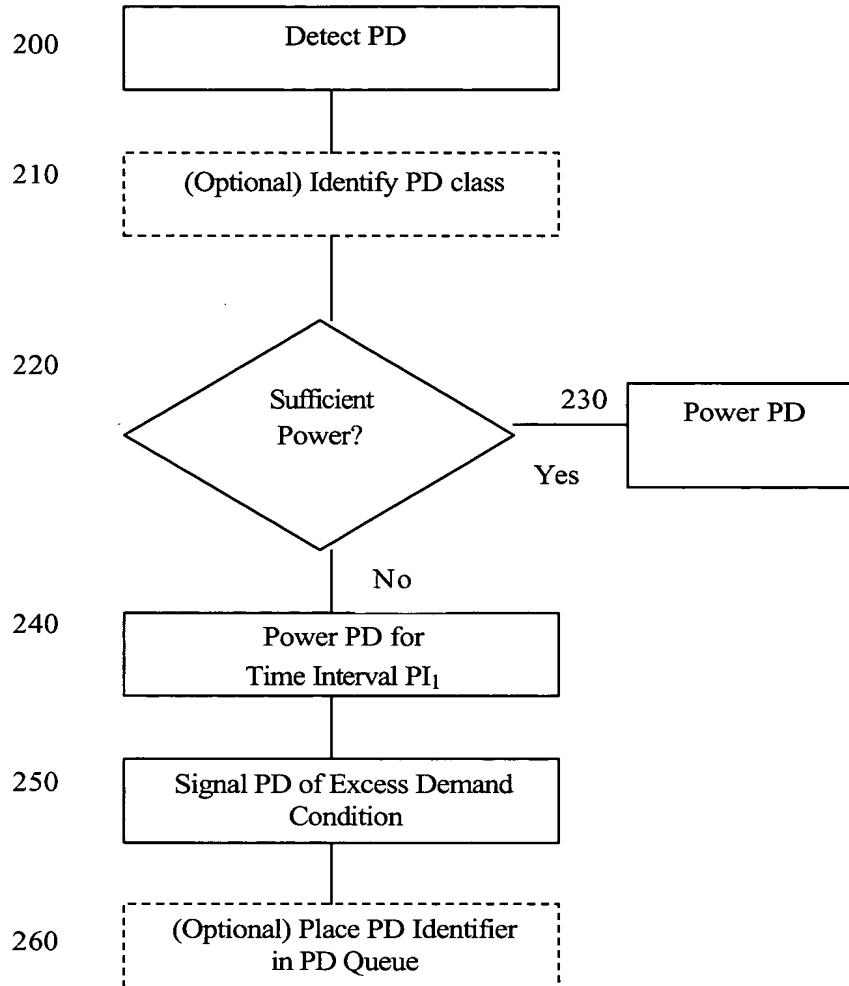 200
Detect PD
210
(Optional) Identify PD class
220
Sufficient
Power?
230
Power PD
Yes
No
240
Power PD for
Time Interval PI₁
250
Signal PD of Excess Demand
Condition
260
(Optional) Place PD Identifier
in PD Queue